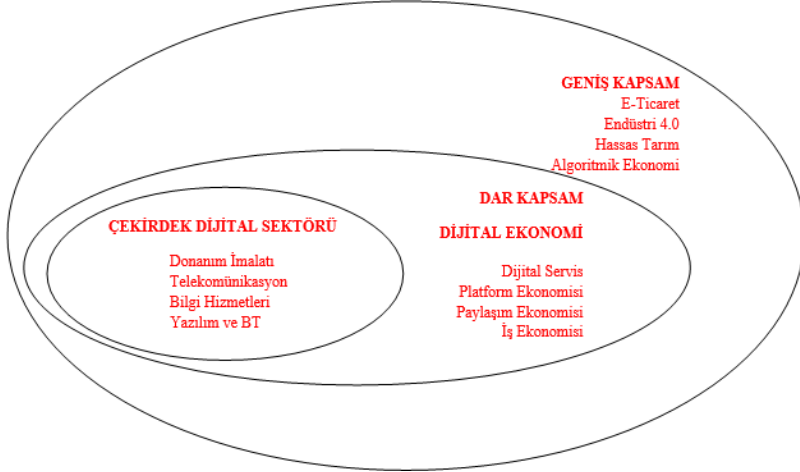 GENİŞ KAPSAM
E-Ticaret
Endüstri 4.0
Hassas Tarım
Algoritmik Ekonomi
DAR KAPSAM
DİJİTAL EKONOMİ
Dijital Servis
Platform Ekonomisi
Paylaşım Ekonomisi
İş Ekonomisi
ÇEKİRDEK DİJİTAL SEKTÖRÜ
Donanım İmalatı
Telekomünikasyon
Bilgi Hizmetleri
Yazılım ve BT